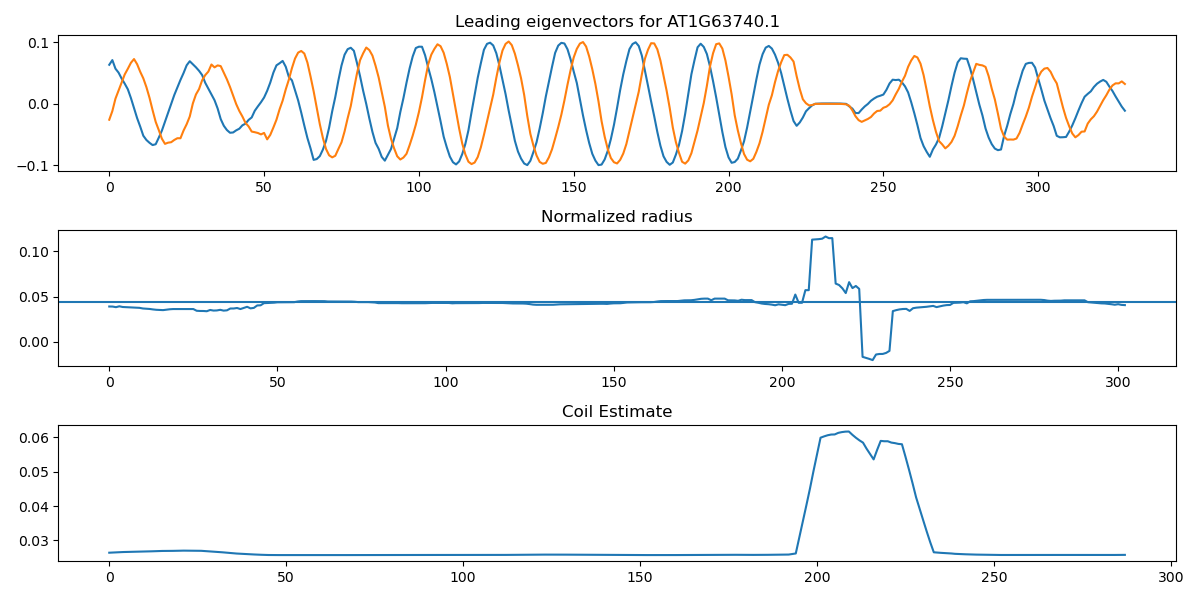 Leading eigenvectors for AT1G63740.1
0.1
0.0
−0.1
0 50 100 150 200 250 300
Normalized radius
0.10
0.05
0.00
0 50 100 150 200 250 300
Coil Estimate
0.06
0.05
0.04
0.03
0 50 100 150 200 250 300